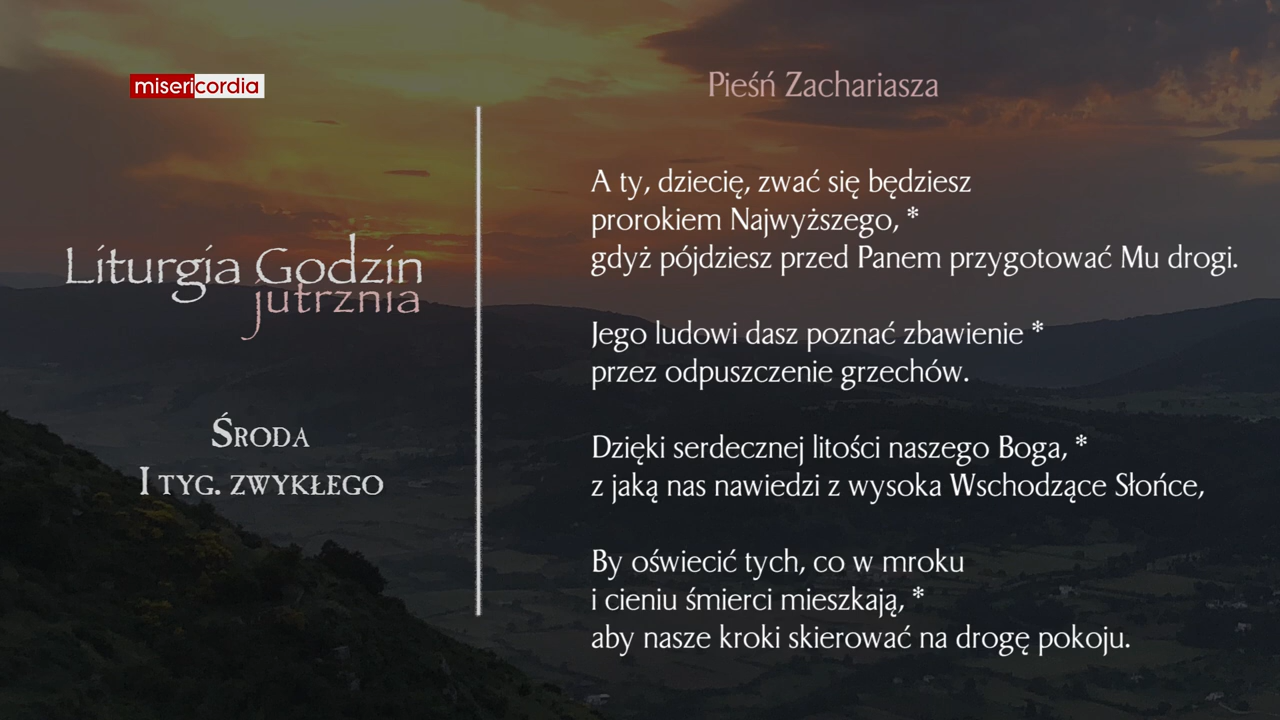 misericordia
Liturgia Godzin
jutrznia
Środa
I tyg. zwykłego
Pieśń Zachariasza
A ty, dziecię, zwać się będziesz
prorokiem Najwyższego, *
gdyż pójdziesz przed Panem przygotować Mu drogi.
Jego ludowi dasz poznać zbawienie *
przez odpuszczenie grzechów.
Dzięki serdecznej litości naszego Boga, *
z jaką nas nawiedzi z wysoka Wschodzące Słońce,
By oświecić tych, co w mroku
i cieniu śmierci mieszkają, *
aby nasze kroki skierować na drogę pokoju.